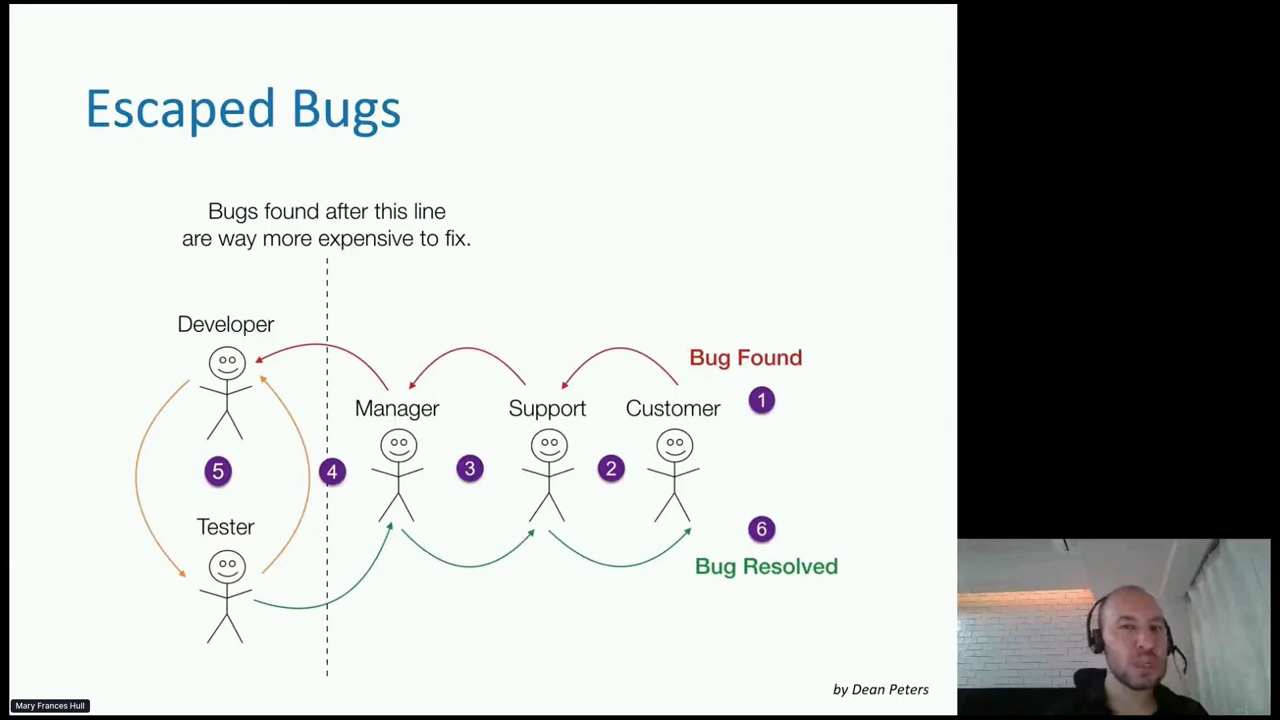 Escaped Bugs
Bugs found after this line
are way more expensive to fix.
Developer
Bug Found
Manager
Support
Customer
1
5
4
3
2
Tester
6
Bug Resolved
by Dean Peters
Mary Frances Hull